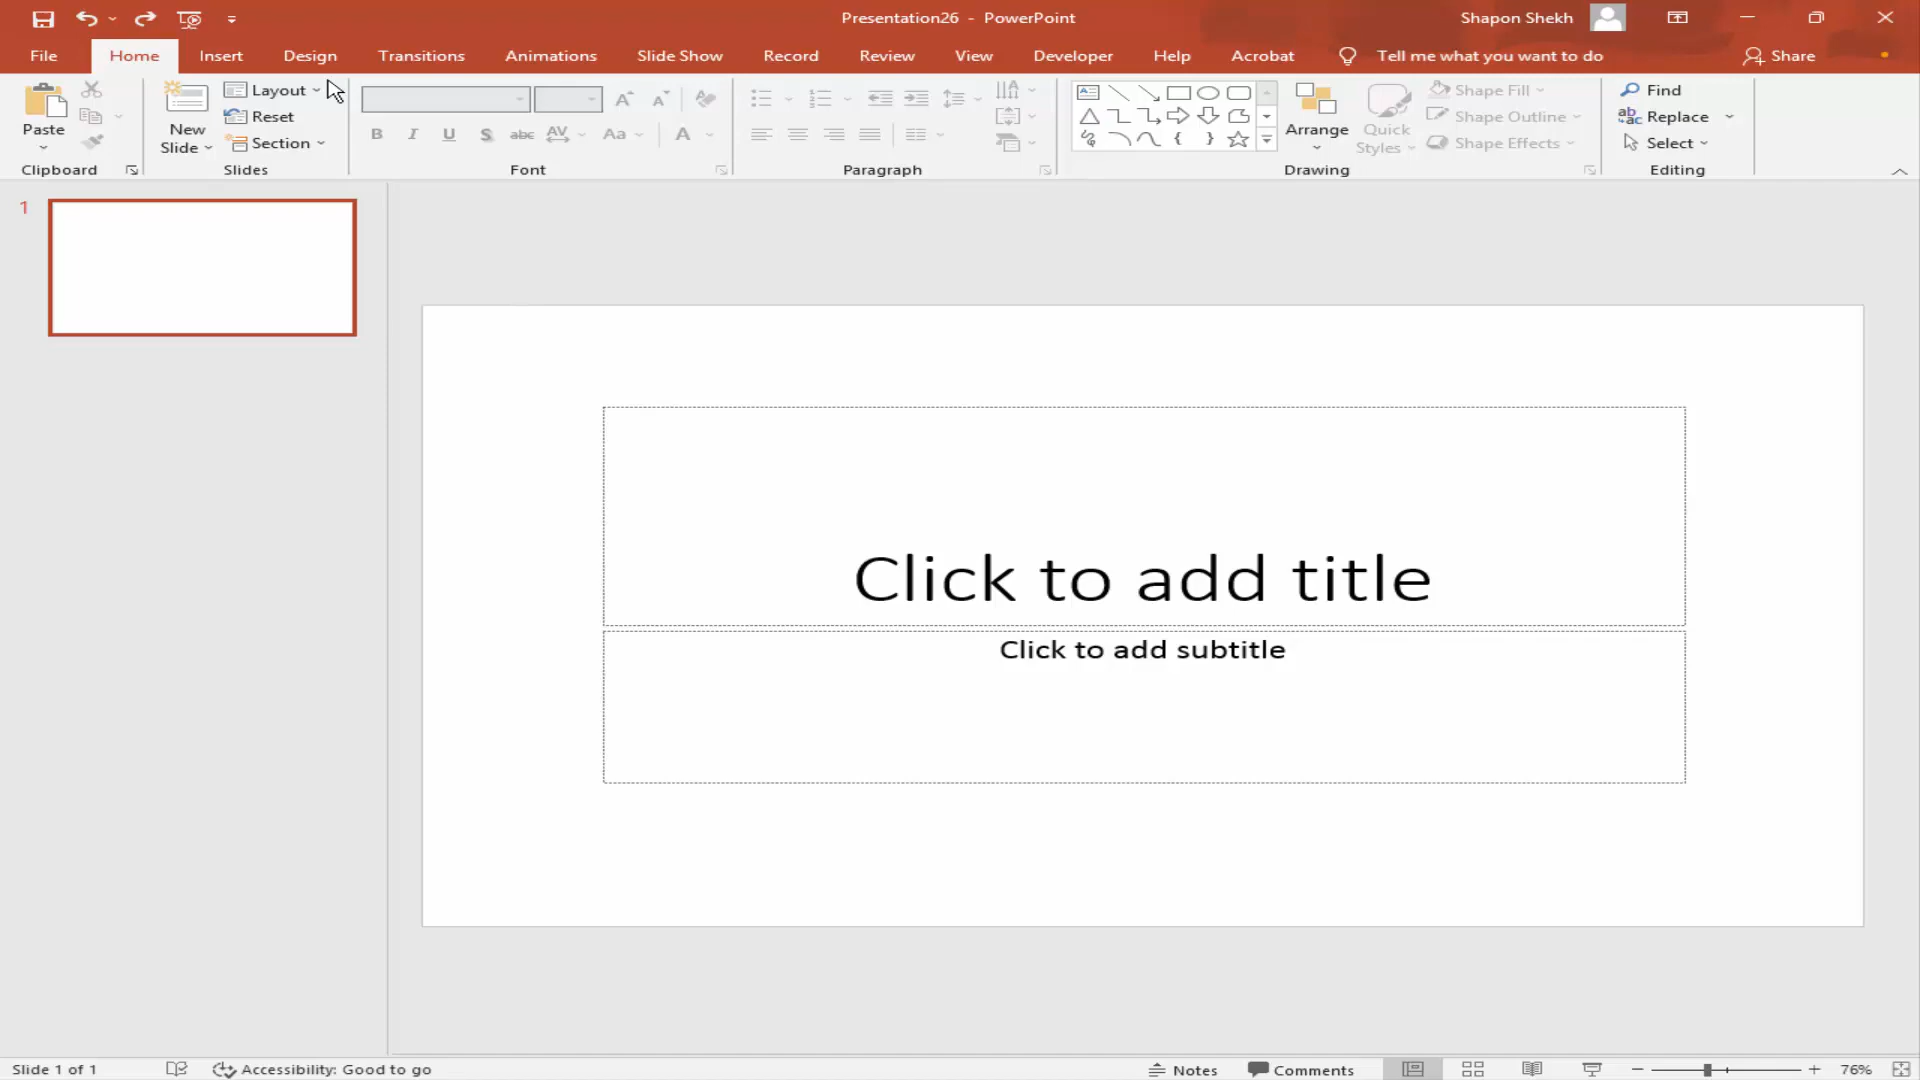 Presentation26 - PowerPoint
Shapon Shekh
File Home Insert Design Transitions Animations Slide Show Record Review View Developer Help Acrobat Tell me what you want to do Share
Paste
Clipboard
New
Slide
Layout
Reset
Section
Slides
B I U S abc AV Aa A
Font
Paragraph
Arrange
Quick
Styles
Shape Fill
Shape Outline
Shape Effects
Drawing
Find
Replace
Select
Editing
1
Click to add title
Click to add subtitle
Slide 1 of 1 Accessibility: Good to go Notes Comments 76%